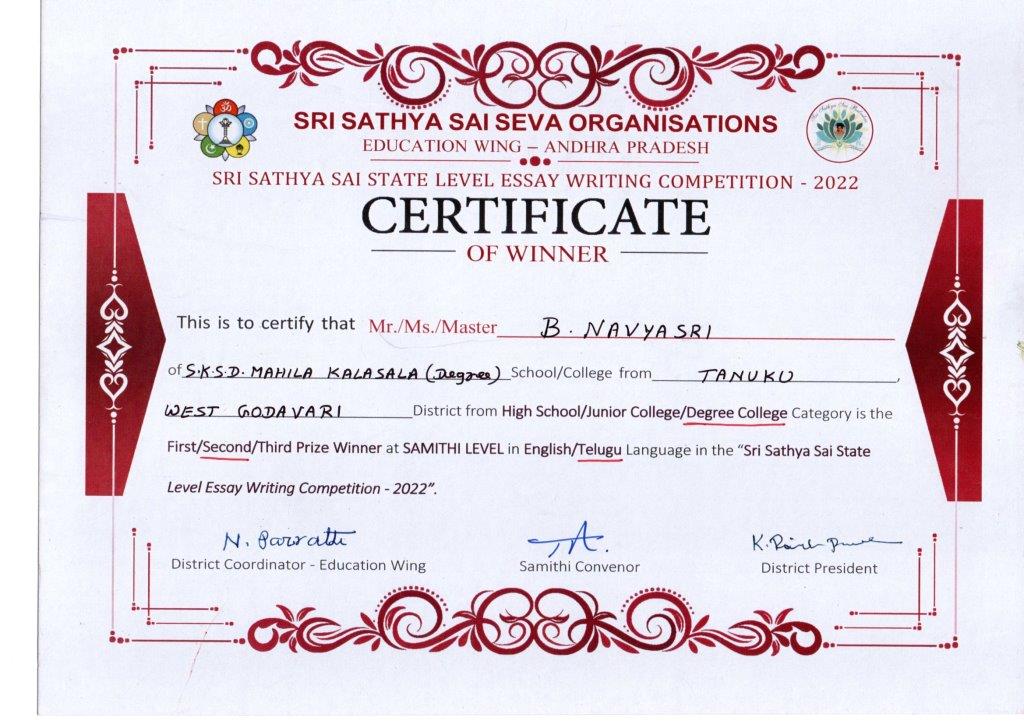 SRI SATHYA SAI SEVA ORGANISATIONS
EDUCATION WING – ANDHRA PRADESH
SRI SATHYA SAI STATE LEVEL ESSAY WRITING COMPETITION - 2022
CERTIFICATE
OF WINNER
This is to certify that Mr./Ms./Master B. NAVYASRI
of S.K.S.D. MAHILA KALASALA (Degree) School/College from TANUKU,
WEST GODAVARI District from High School/Junior College/Degree College Category is the
First/Second/Third Prize Winner at SAMITHI LEVEL in English/Telugu Language in the “Sri Sathya Sai State
Level Essay Writing Competition - 2022”.
N. Parvathi
District Coordinator - Education Wing
Samithi Convenor
District President